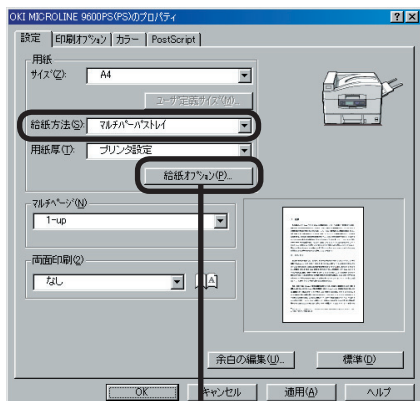 OKI MICROLINE 9600PS(PS)のプロパティ
設定 印刷オプション カラー PostScript
用紙
サイズ(Z): A4
ユーザ定義サイズ(M)...
給紙方法(S): マルチパーパストレイ
用紙厚(T): プリンタ設定
給紙オプション(P)...
マルチページ(N)
1-up
両面印刷(2)
なし
A
余白の編集(U)... 標準(D)
OK キャンセル 適用(A) ヘルプ